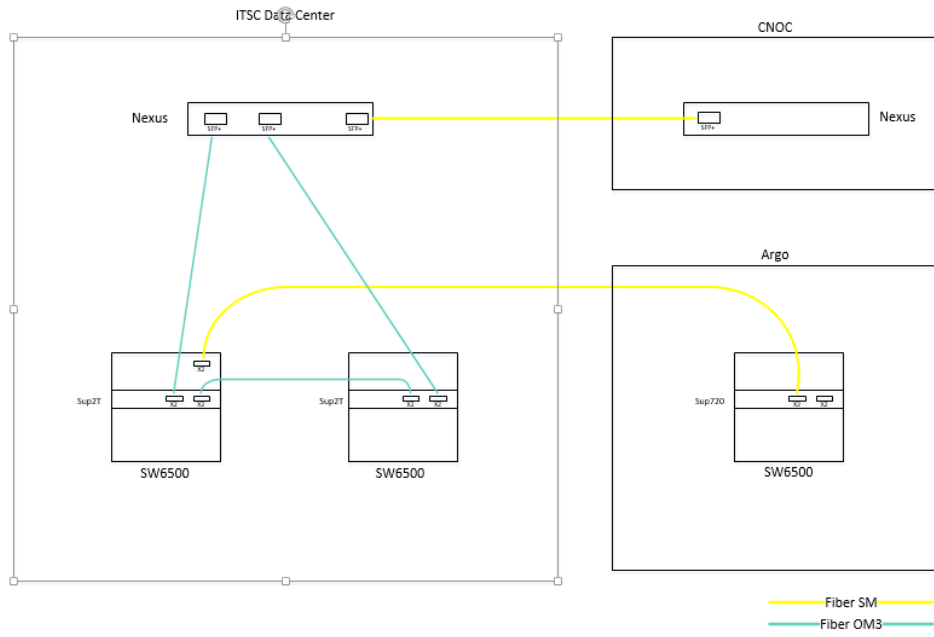 ITSC Data Center
CNOC
Nexus
SFP+
SFP+
SFP+
SFP+
Nexus
Argo
X2
Sup2T
X2
X2
Sup2T
X2
X2
Sup720
X2
X2
SW6500
SW6500
SW6500
Fiber SM
Fiber OM3